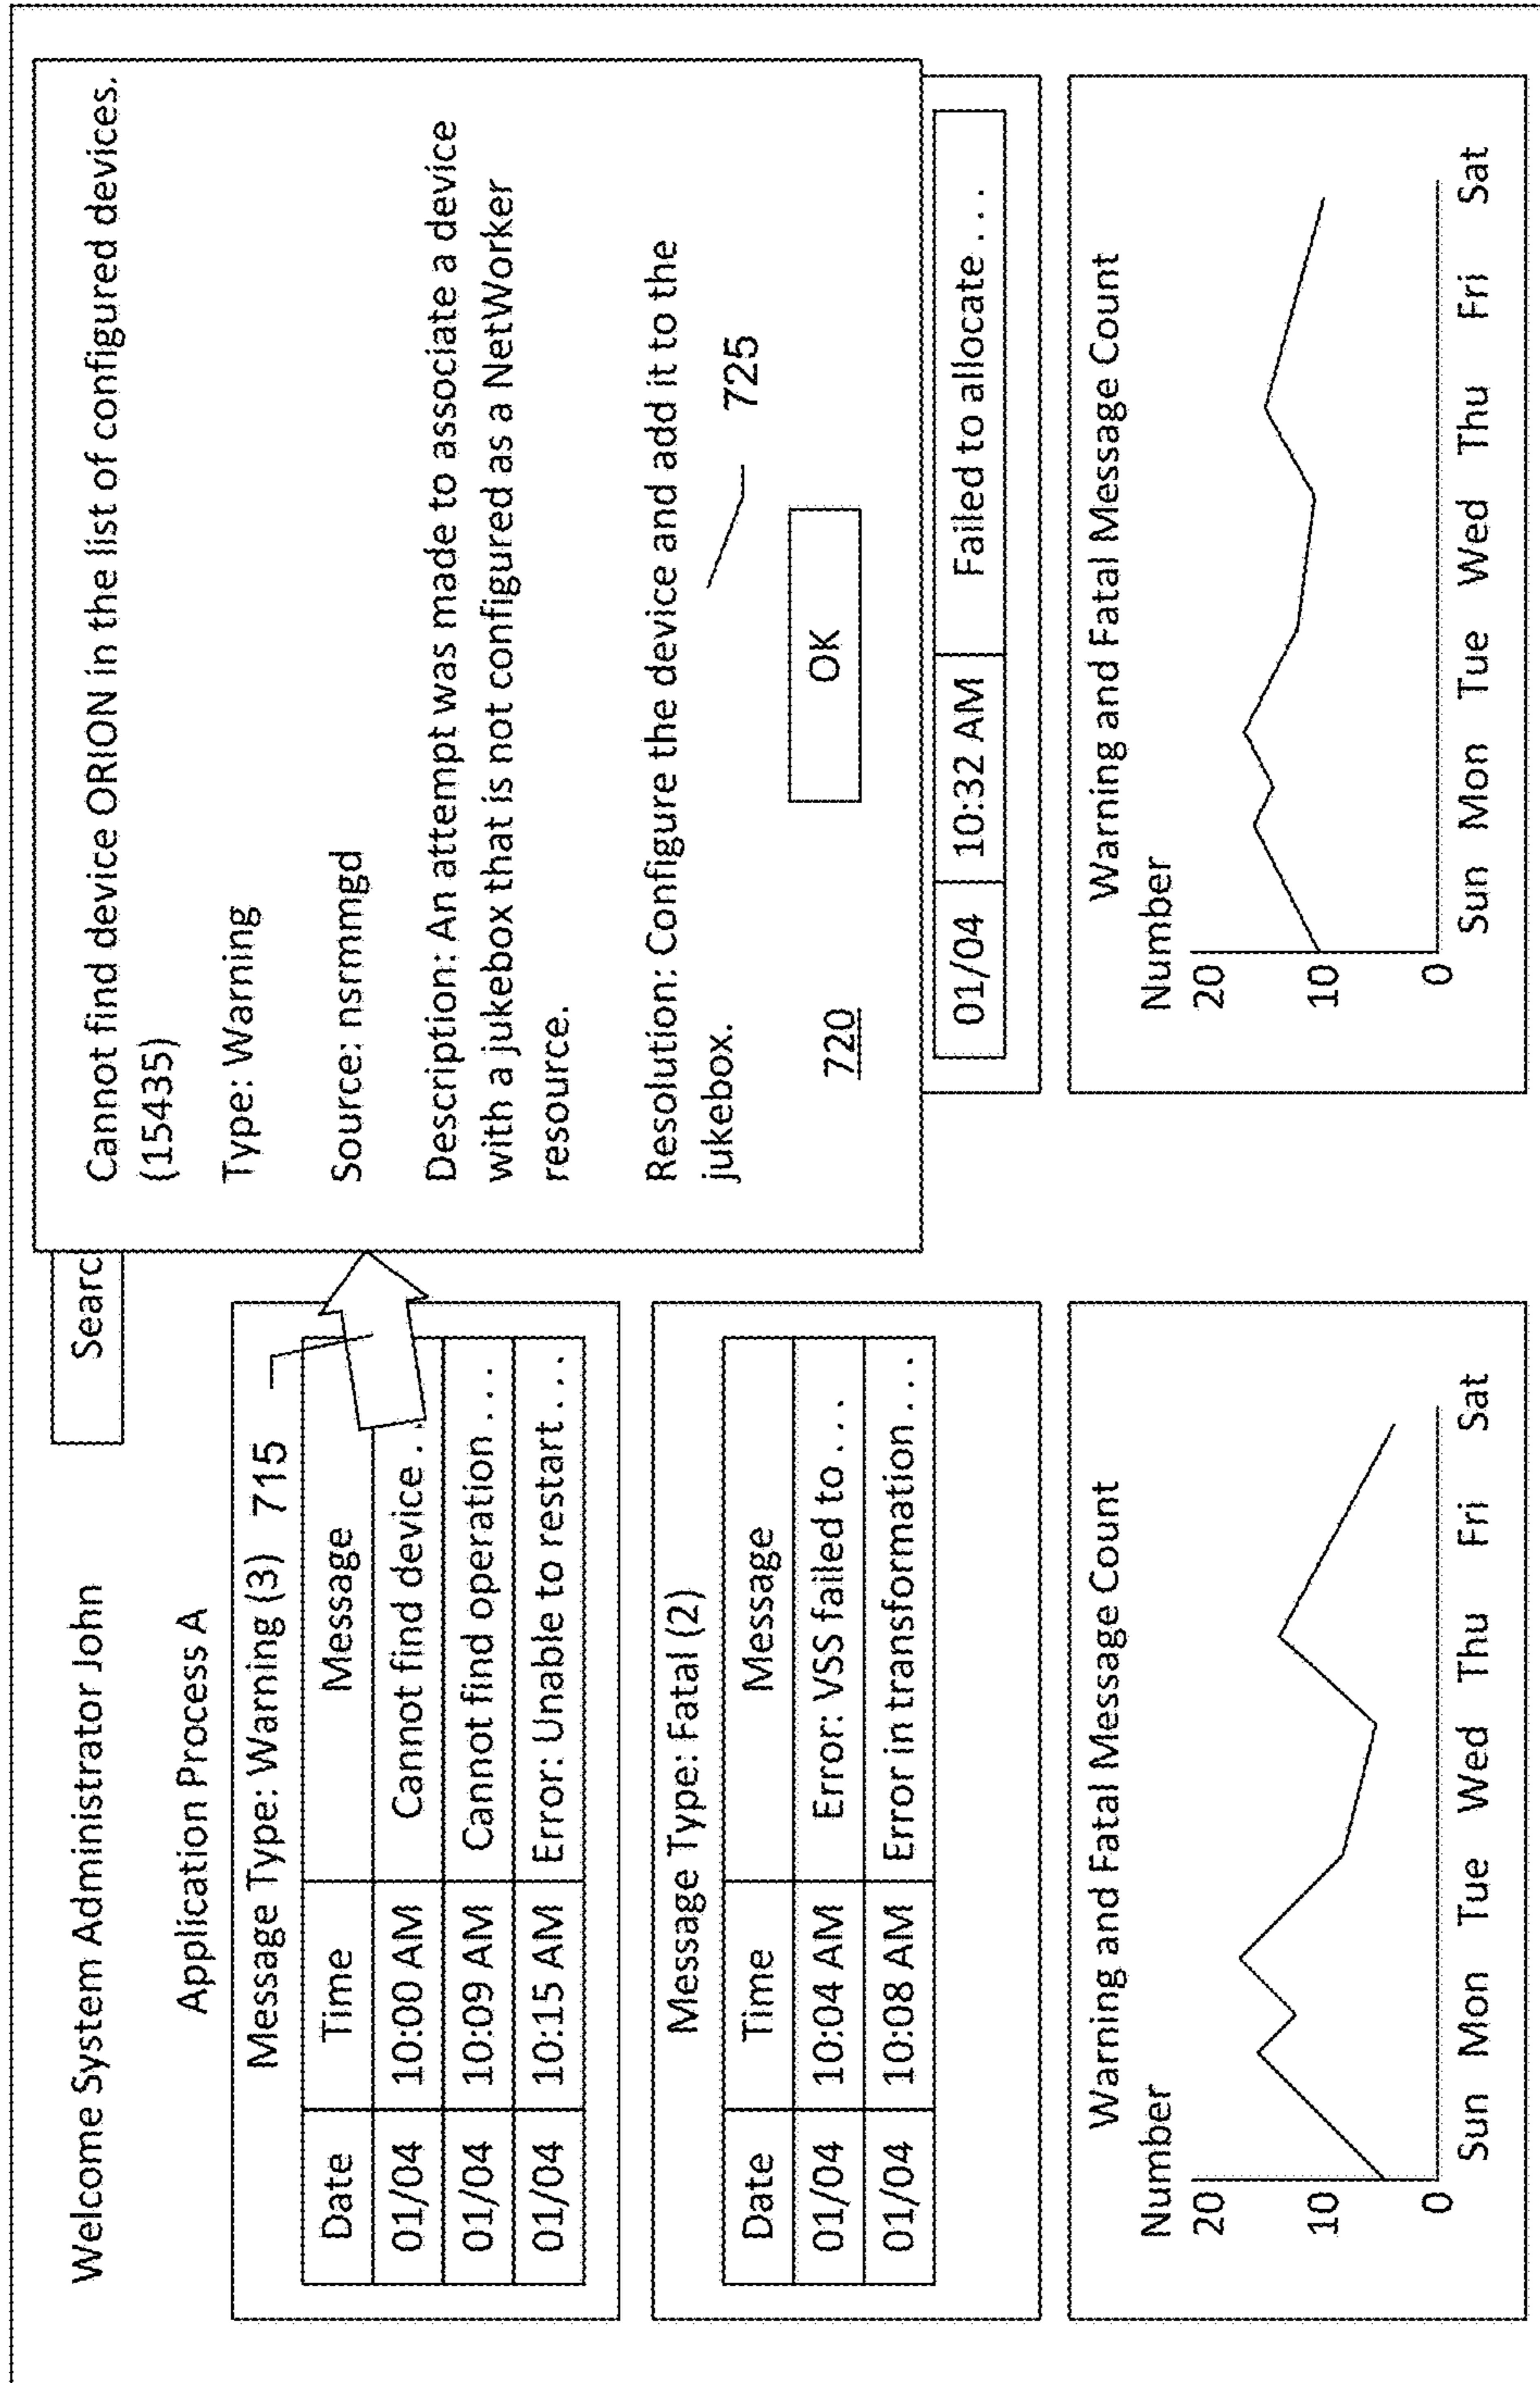 Welcome System Administrator John
Searc
Application Process A
Message Type: Warning (3) 715
Date Time Message
01/04 10:00 AM Cannot find device . .
01/04 10:09 AM Cannot find operation . . .
01/04 10:15 AM Error: Unable to restart . . .
Message Type: Fatal (2)
Date Time Message
01/04 10:04 AM Error: VSS failed to . . .
01/04 10:08 AM Error in transformation . . .
Warning and Fatal Message Count
Number
20
10
0
Sun Mon Tue Wed Thu Fri Sat
Cannot find device ORION in the list of configured devices.
(15435)
Type: Warning
Source: nsrmmgd
Description: An attempt was made to associate a device
with a jukebox that is not configured as a NetWorker
resource.
Resolution: Configure the device and add it to the
jukebox.
725
720
OK
01/04 10:32 AM Failed to allocate . . .
Warning and Fatal Message Count
Number
20
10
0
Sun Mon Tue Wed Thu Fri Sat